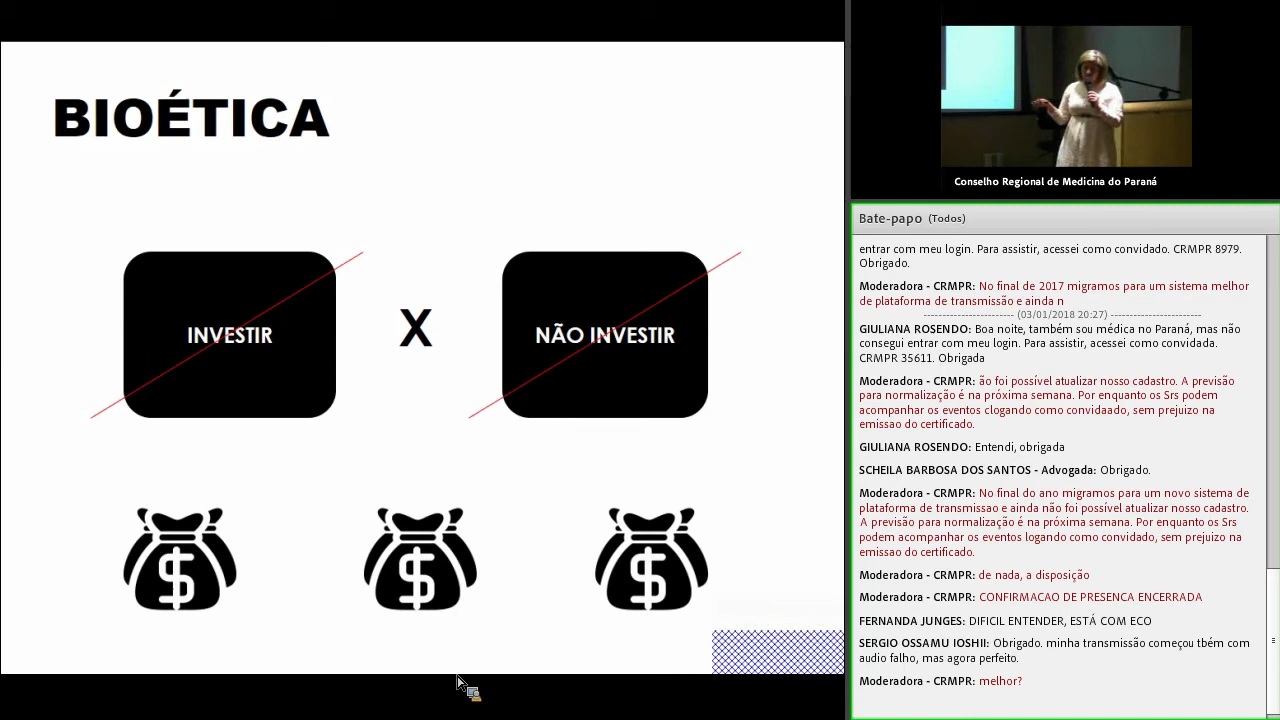 BIOÉTICA
INVESTIR
X
NÃO INVESTIR
$
$
$
Conselho Regional de Medicina do Paraná
Bate-papo (Todos)
entrar com meu login. Para assistir, acessei como convidado. CRMPR 8979.
Obrigado.
Moderadora - CRMPR: No final de 2017 migramos para um sistema melhor
de plataforma de transmissão e ainda n
------------------------ (03/01/2018 20:27) ------------------------
GIULIANA ROSENDO: Boa noite, também sou médica no Paraná, mas não
consegui entrar com meu login. Para assistir, acessei como convidada.
CRMPR 35611. Obrigada
Moderadora - CRMPR: ão foi possível atualizar nosso cadastro. A previsão
para normalização é na próxima semana. Por enquanto os Srs podem
acompanhar os eventos clogando como convidaado, sem prejuizo na
emissao do certificado.
GIULIANA ROSENDO: Entendi, obrigada
SCHEILA BARBOSA DOS SANTOS - Advogada: Obrigado.
Moderadora - CRMPR: No final do ano migramos para um novo sistema de
plataforma de transmissao e ainda não foi possível atualizar nosso cadastro.
A previsão para normalização é na próxima semana. Por enquanto os Srs
podem acompanhar os eventos logando como convidado, sem prejuizo na
emissao do certificado.
Moderadora - CRMPR: de nada, a disposição
Moderadora - CRMPR: CONFIRMACAO DE PRESENCA ENCERRADA
FERNANDA JUNGES: DIFICIL ENTENDER, ESTÁ COM ECO
SERGIO OSSAMU IOSHII: Obrigado. minha transmissão começou tbém com
audio falho, mas agora perfeito.
Moderadora - CRMPR: melhor?